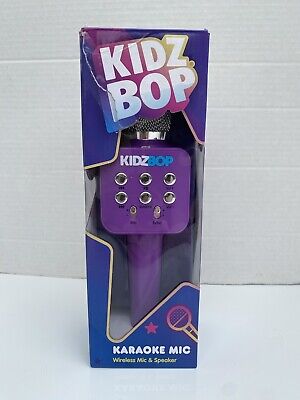 KIDZ
BOP
KIDZBOP
KARAOKE MIC
Wireless Mic & Speaker